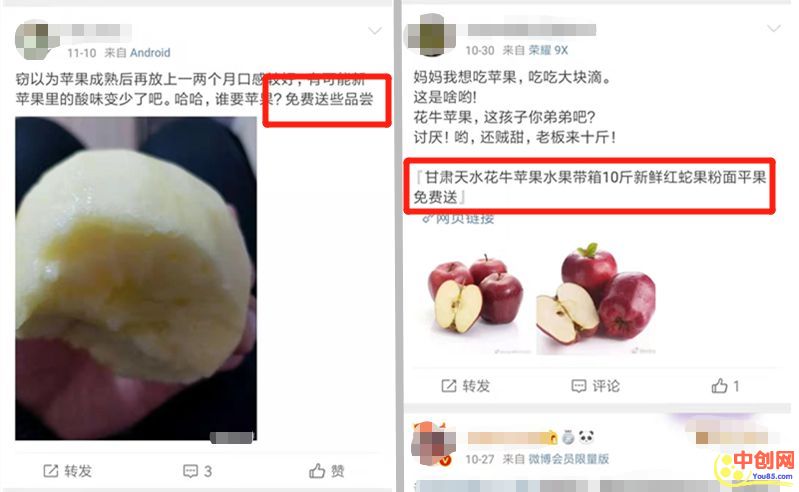 11-10 来自 Android
窃以为苹果成熟后再放上一两个月口感较好，有可能新
苹果里的酸味变少了吧。哈哈，谁要苹果？免费送些品尝
转发
3
赞
10-30 来自 荣耀 9X
妈妈我想吃苹果，吃吃大块滴。
这是啥哟！
花牛苹果，这孩子你弟弟吧？
讨厌！哟，还贼甜，老板来十斤！
『甘肃天水花牛苹果水果带箱10斤新鲜红蛇果粉面平果
免费送』
网页链接
转发
评论
1
10-27 来自 微博会员限量版
中创网
You85.com